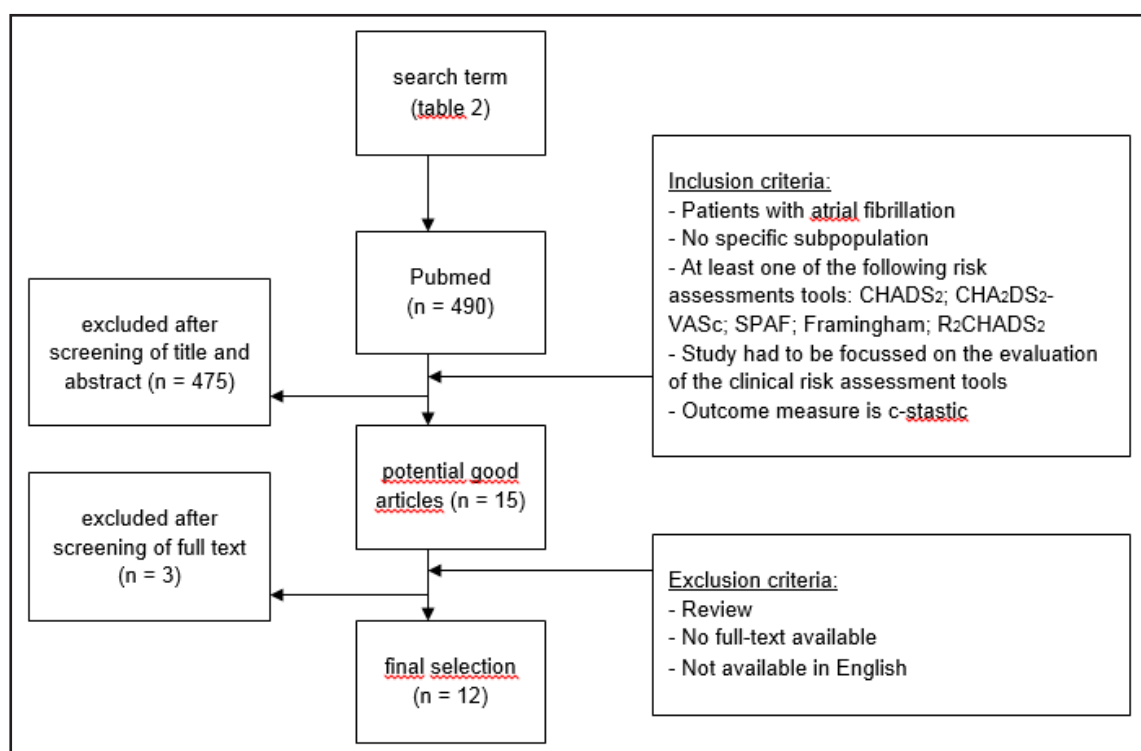 search term
(table 2)
Pubmed
(n = 490)
excluded after
screening of title and
abstract (n = 475)
Inclusion criteria:
- Patients with atrial fibrillation
- No specific subpopulation
- At least one of the following risk
assessments tools: CHADS₂; CHA₂DS₂-
VASc; SPAF; Framingham; R₂CHADS₂
- Study had to be focussed on the evaluation
of the clinical risk assessment tools
- Outcome measure is c-stastic
potential good
articles (n = 15)
excluded after
screening of full text
(n = 3)
Exclusion criteria:
- Review
- No full-text available
- Not available in English
final selection
(n = 12)